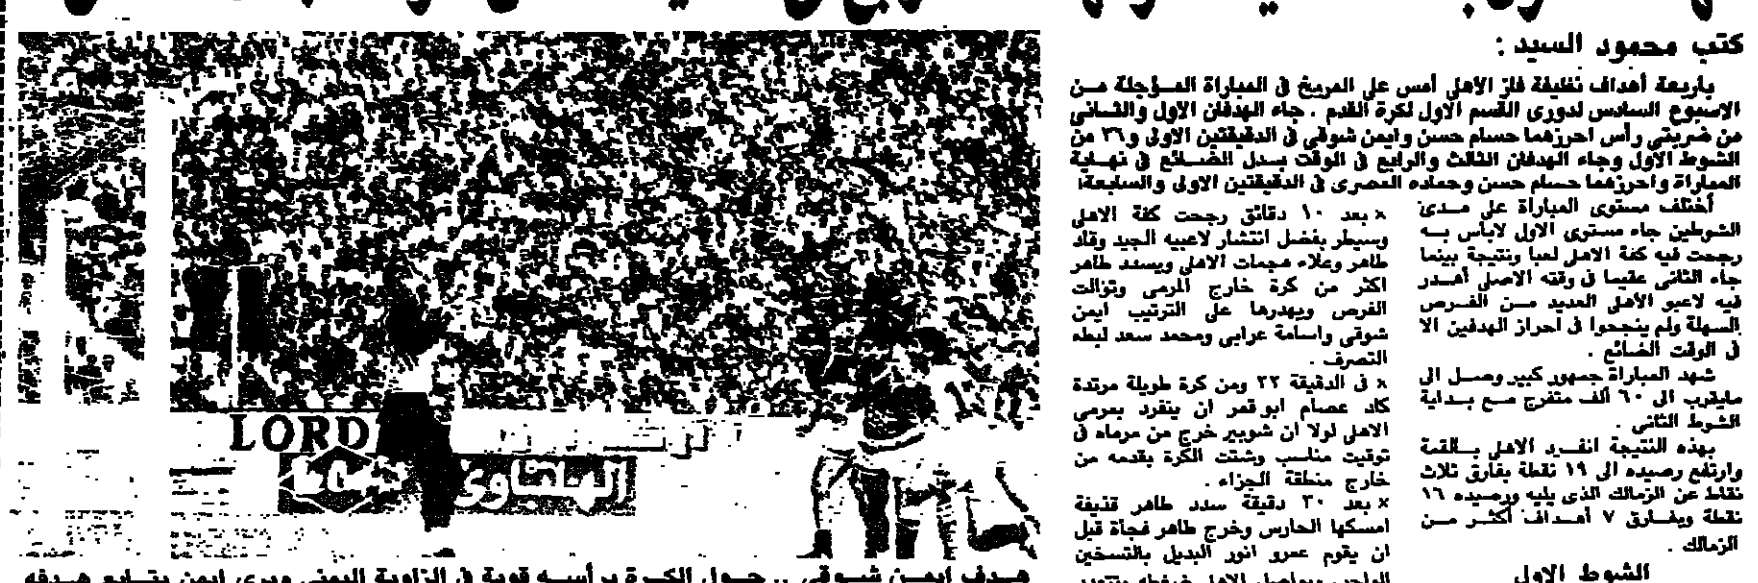 كتب محمود السيد :
باربعة أهداف نظيفة فاز الاهلى أمس على المريخ فى المباراة المؤجلة من
الاسبوع السادس لدورى القسم الاول لكرة القدم . جاء الهدفان الاول والثانى
من ضربتى رأس احرزهما حسام حسن وايمن شوقى فى الدقيقتين الاولى و٣٦ من
الشوط الاول وجاء الهدفان الثالث والرابع فى الوقت بدل الضائع فى نهاية
المباراة واحرزهما حسام حسن وحماده المصرى فى الدقيقتين الاولى والسابعة
أختلف مستوى المباراة على مدى
الشوطين جاء مستوى الاول لاباس به
رجحت فيه كفة الاهلى لعبا ونتيجة بينما
جاء الثانى عقيما فى وقته الاصلى أهدر
فيه لاعبو الأهلى العديد من الفرص
السهلة ولم ينجحوا فى احراز الهدفين الا
فى الوقت الضائع .
شهد المباراة جمهور كبير وصل الى
مايقرب الى ٦٠ ألف متفرج مع بداية
الشوط الثانى .
بهذه النتيجة انفرد الاهلى بالقمة
وارتفع رصيده الى ١٩ نقطة بفارق ثلاث
نقاط عن الزمالك الذى يليه ورصيده ١٦
نقطة وبفارق ٧ أهداف أكثر من
الزمالك .
الشوط الاول
× بعد ١٠ دقائق رجحت كفة الاهلى
وسيطر بفضل انتشار لاعبيه الجيد وقاد
طاهر وعلاء هجمات الاهلى ويسدد طاهر
اكثر من كرة خارج المرمى وتوالت
الفرص ويهدرها على الترتيب ايمن
شوقى واسامة عرابى ومحمد سعد لبطه
التصرف .
× فى الدقيقة ٢٢ ومن كرة طويلة مرتدة
كاد عصام ابو قمر ان ينفرد بمرمى
الاهلى لولا ان شوبير خرج من مرماه فى
توقيت مناسب وشتت الكرة بقدمه من
خارج منطقة الجزاء .
× بعد ٣٠ دقيقة سدد طاهر قذيفة
امسكها الحارس وخرج طاهر فجأة قبل
ان يقوم عمرو انور البديل بالتسخين
LORD
هدف ايمن شوقى .. حول الكرة برأسه قوية فى الزاوية اليمنى ويرى ايمن يتابع هدفه